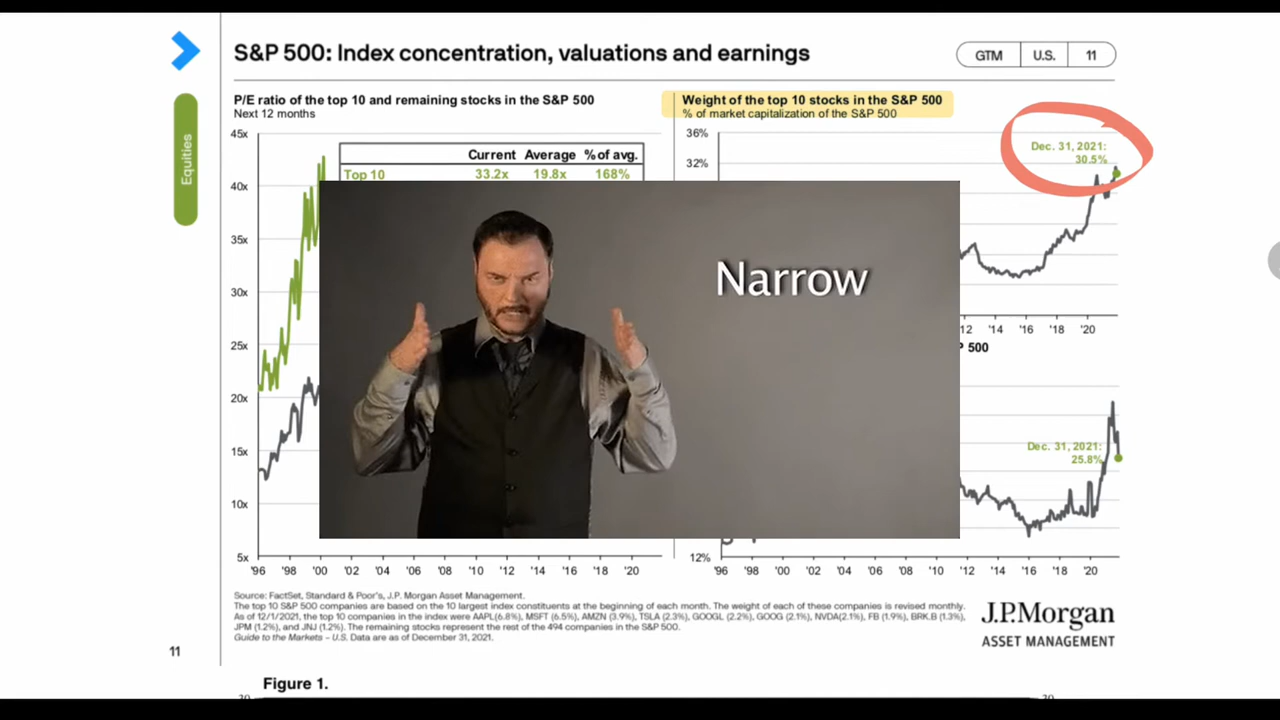 S&P 500: Index concentration, valuations and earnings
GTM U.S. 11
Equities
P/E ratio of the top 10 and remaining stocks in the S&P 500
Next 12 months
45x
40x
35x
30x
25x
20x
15x
10x
5x
Current Average % of avg.
Top 10 33.2x 19.8x 168%
'96 '98 '00 '02 '04 '06 '08 '10 '12 '14 '16 '18 '20
Weight of the top 10 stocks in the S&P 500
% of market capitalization of the S&P 500
36%
32%
Dec. 31, 2021:
30.5%
12 '14 '16 '18 '20
500
Narrow
Dec. 31, 2021:
25.8%
12%
'96 '98 '00 '02 '04 '06 '08 '10 '12 '14 '16 '18 '20
Source: FactSet, Standard & Poor's, J.P. Morgan Asset Management.
The top 10 S&P 500 companies are based on the 10 largest index constituents at the beginning of each month. The weight of each of these companies is revised monthly.
As of 12/1/2021, the top 10 companies in the index were AAPL(6.8%), MSFT (6.5%), AMZN (3.9%), TSLA (2.3%), GOOGL (2.2%), GOOG (2.1%), NVDA(2.1%), FB (1.9%), BRK.B (1.3%),
JPM (1.2%), and JNJ (1.2%). The remaining stocks represent the rest of the 494 companies in the S&P 500.
Guide to the Markets – U.S. Data are as of December 31, 2021.
J.P.Morgan
ASSET MANAGEMENT
11
Figure 1.